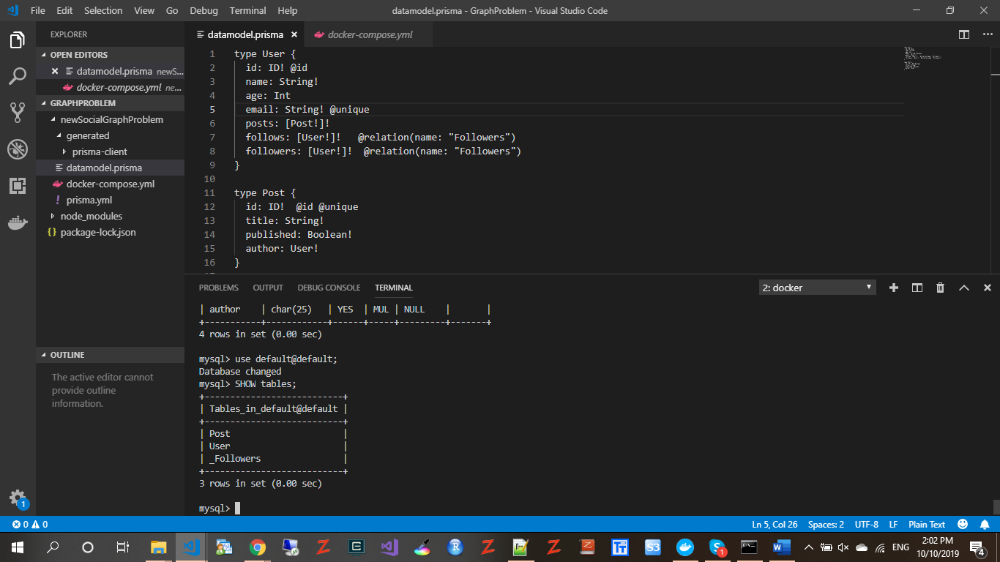 File Edit Selection View Go Debug Terminal Help datamodel.prisma - GraphProblem - Visual Studio Code
EXPLORER
OPEN EDITORS
datamodel.prisma newS...
docker-compose.yml ne...
GRAPHPROBLEM
newSocialGraphProblem
generated
prisma-client
datamodel.prisma
docker-compose.yml
! prisma.yml
node_modules
{} package-lock.json
OUTLINE
The active editor cannot
provide outline
information.
1
datamodel.prisma docker-compose.yml
1 type User {
2 id: ID! @id
3 name: String!
4 age: Int
5 email: String! @unique
6 posts: [Post!]!
7 follows: [User!]! @relation(name: "Followers")
8 followers: [User!]! @relation(name: "Followers")
9 }
10
11 type Post {
12 id: ID! @id @unique
13 title: String!
14 published: Boolean!
15 author: User!
16 }
PROBLEMS OUTPUT DEBUG CONSOLE TERMINAL 2: docker
| author | char(25) | YES | MUL | NULL | |
+-----------+------------+------+-----+---------+-------+
4 rows in set (0.00 sec)
mysql> use default@default;
Database changed
mysql> SHOW tables;
+---------------------------+
| Tables_in_default@default |
+---------------------------+
| Post |
| User |
| _Followers |
+---------------------------+
3 rows in set (0.00 sec)
mysql>
0 0 Ln 5, Col 26 Spaces: 2 UTF-8 LF Plain Text
ENG
2:02 PM
10/10/2019
4